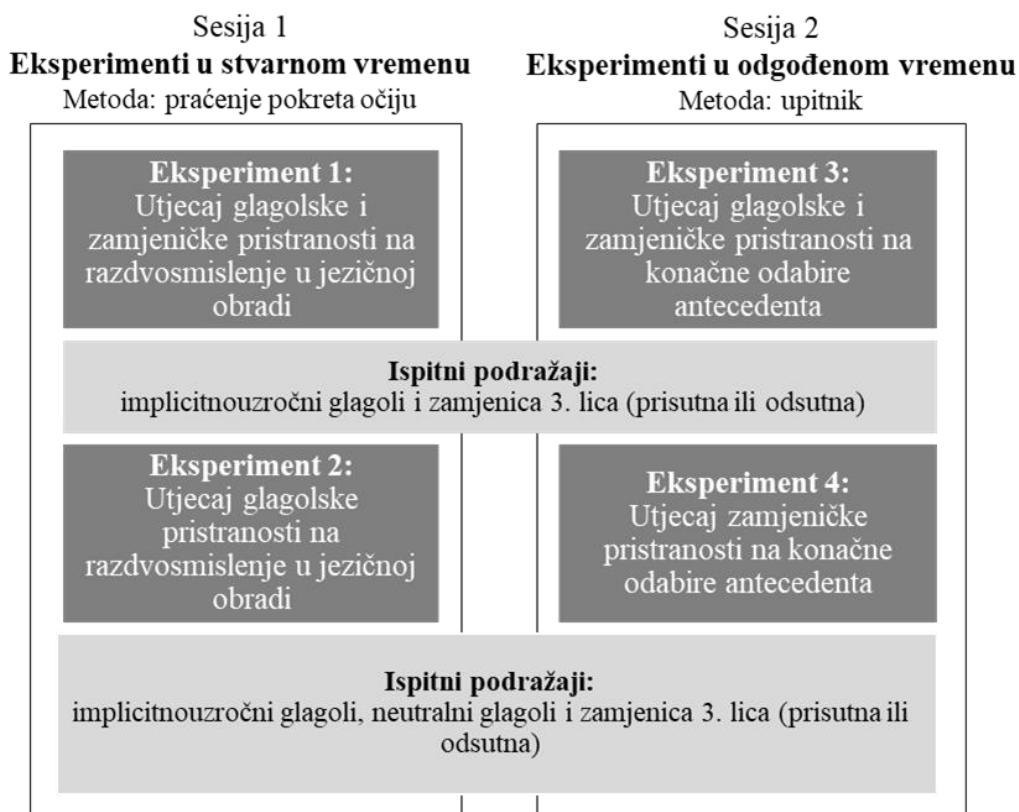 Sesija 1
Eksperimenti u stvarnom vremenu
Metoda: praćenje pokreta očiju
Sesija 2
Eksperimenti u odgođenom vremenu
Metoda: upitnik
Eksperiment 1:
Utjecaj glagolske i
zamjeničke pristranosti na
razdvosmislenje u jezičnoj
obradi
Eksperiment 3:
Utjecaj glagolske i
zamjeničke pristranosti na
konačne odabire
antecedenta
Ispitni podražaji:
implicitnouzročni glagoli i zamjenica 3. lica (prisutna ili odsutna)
Eksperiment 2:
Utjecaj glagolske
pristranosti na
razdvosmislenje u jezičnoj
obradi
Eksperiment 4:
Utjecaj zamjeničke
pristranosti na konačne
odabire antecedenta
Ispitni podražaji:
implicitnouzročni glagoli, neutralni glagoli i zamjenica 3. lica (prisutna ili
odsutna)